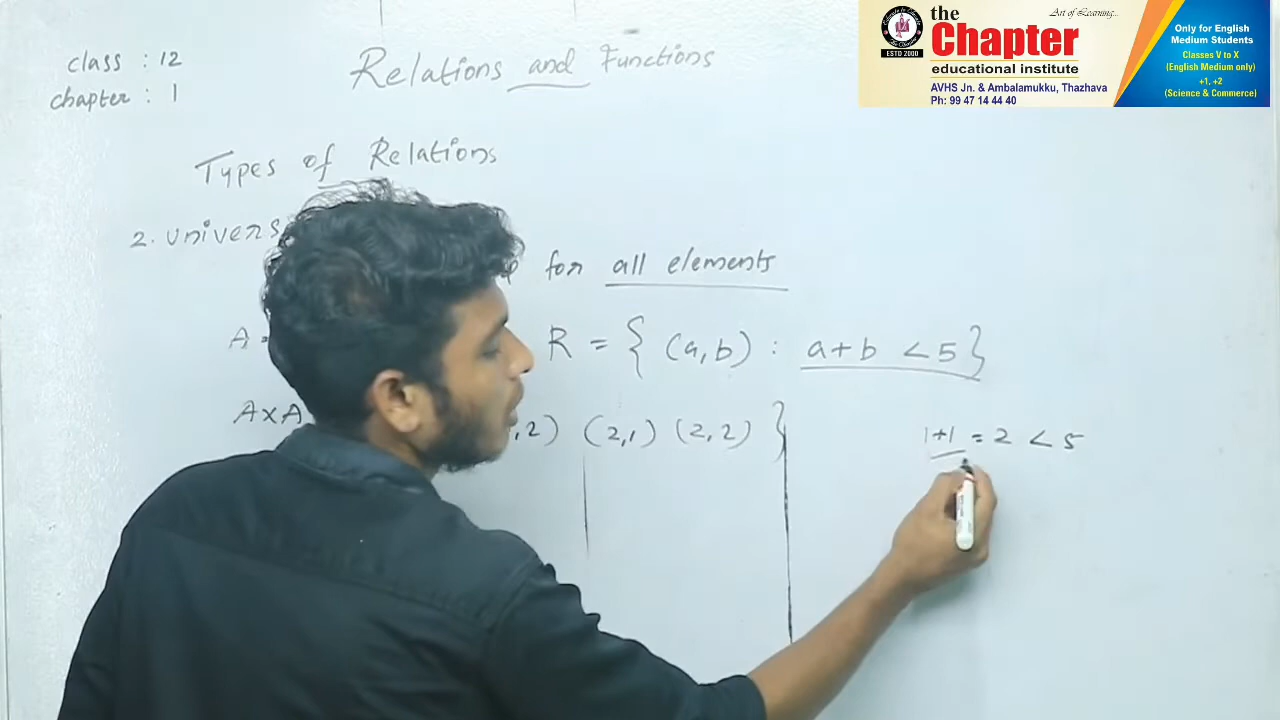 class : 12
chapter : 1
Relations and Functions
Types of Relations
2. univers
for all elements
A =
R = { (a,b) : a+b < 5}
AxA
,2) (2,1) (2,2) }
1+1 = 2 < 5
Art of Learning...
the
Chapter
educational institute
AVHS Jn. & Ambalamukku, Thazhava
Ph: 99 47 14 44 40
ESTD 2000
Only for English
Medium Students
Classes V to X
(English Medium only)
+1, +2
(Science & Commerce)